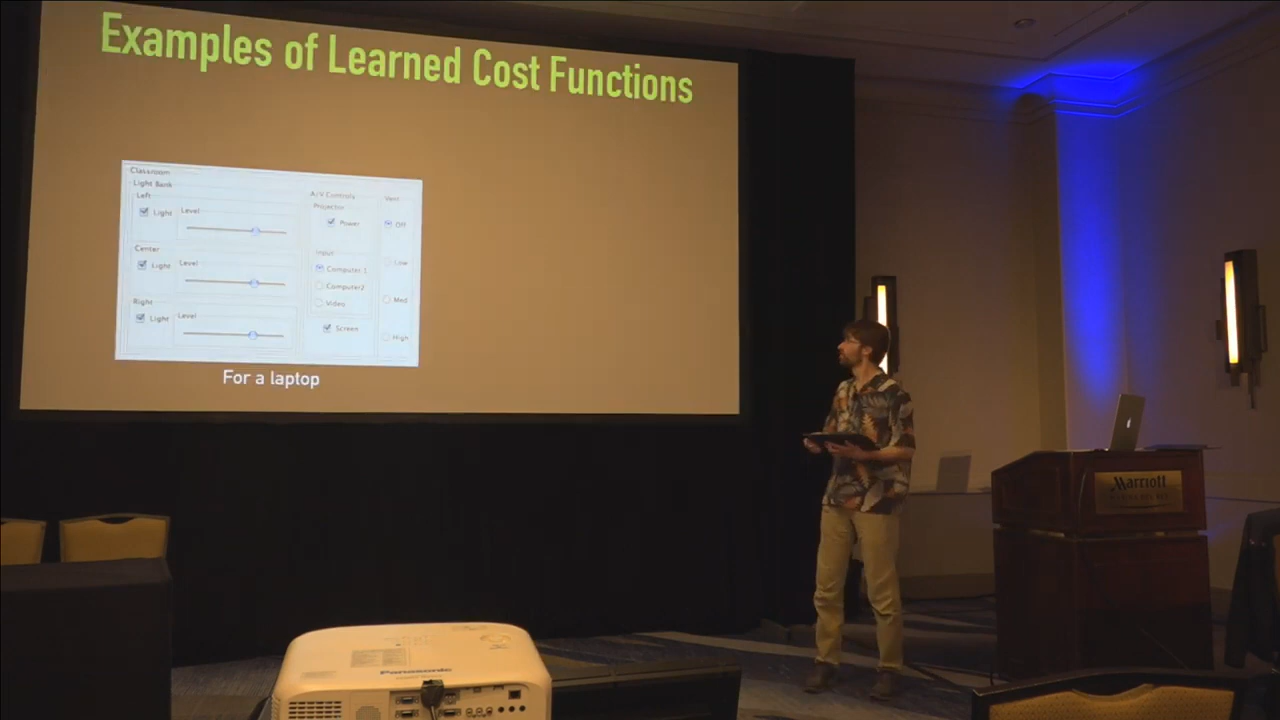 Examples of Learned Cost Functions
Classroom
Light Bank
Left
Light
Level
Center
Light
Level
Right
Light
Level
A/V Controls
Projector
Power
Input
Computer 1
Computer2
Video
Screen
Vent
Off
Low
Med
High
For a laptop
Marriott
Panasonic